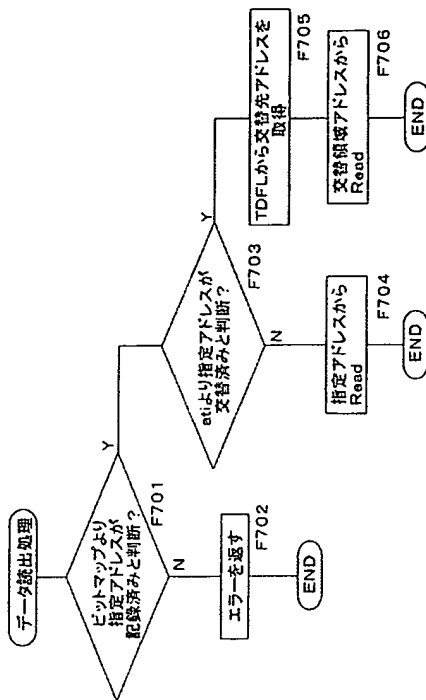 データ読出処理
ビットマップより
指定アドレスが
記録済みと判断?
F701
Y
N
エラーを返す
F702
END
atiより指定アドレスが
交替済みと判断?
F703
Y
N
指定アドレスから
Read
F704
END
TDFLから交替先アドレスを
取得
F705
交替領域アドレスから
Read
F706
END